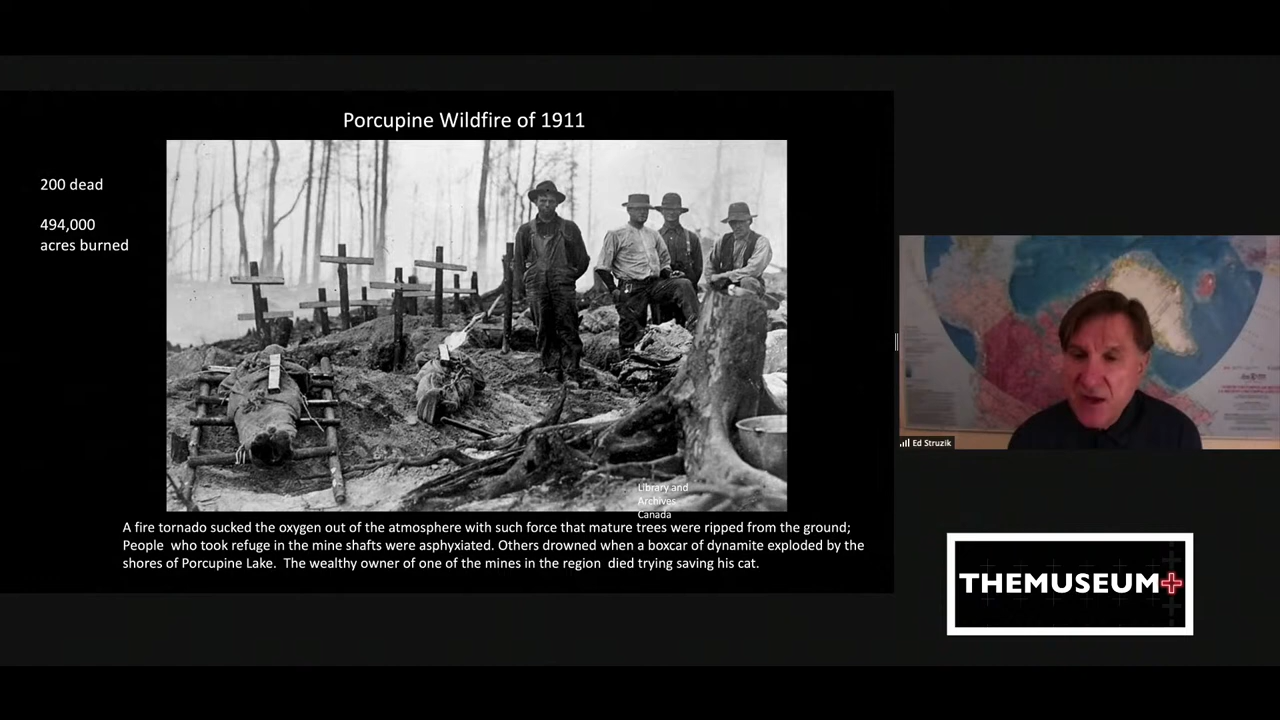 Porcupine Wildfire of 1911
200 dead
494,000
acres burned
Library and
Archives
Canada
A fire tornado sucked the oxygen out of the atmosphere with such force that mature trees were ripped from the ground;
People who took refuge in the mine shafts were asphyxiated. Others drowned when a boxcar of dynamite exploded by the
shores of Porcupine Lake. The wealthy owner of one of the mines in the region died trying saving his cat.
Ed Struzik
THEMUSEUM+